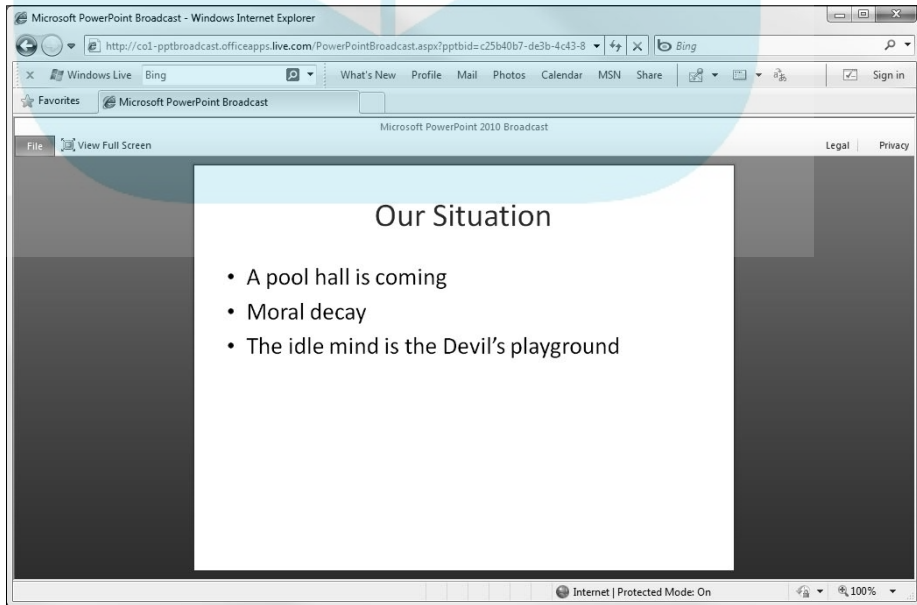 Microsoft PowerPoint Broadcast - Windows Internet Explorer
http://co1-pptbroadcast.officeapps.live.com/PowerPointBroadcast.aspx?pptbid=c25b40b7-de3b-4c43-8
Bing
x Windows Live Bing What's New Profile Mail Photos Calendar MSN Share Sign in
Favorites Microsoft PowerPoint Broadcast
Microsoft PowerPoint 2010 Broadcast
File View Full Screen Legal Privacy
Our Situation
• A pool hall is coming
• Moral decay
• The idle mind is the Devil's playground
Internet | Protected Mode: On 100%